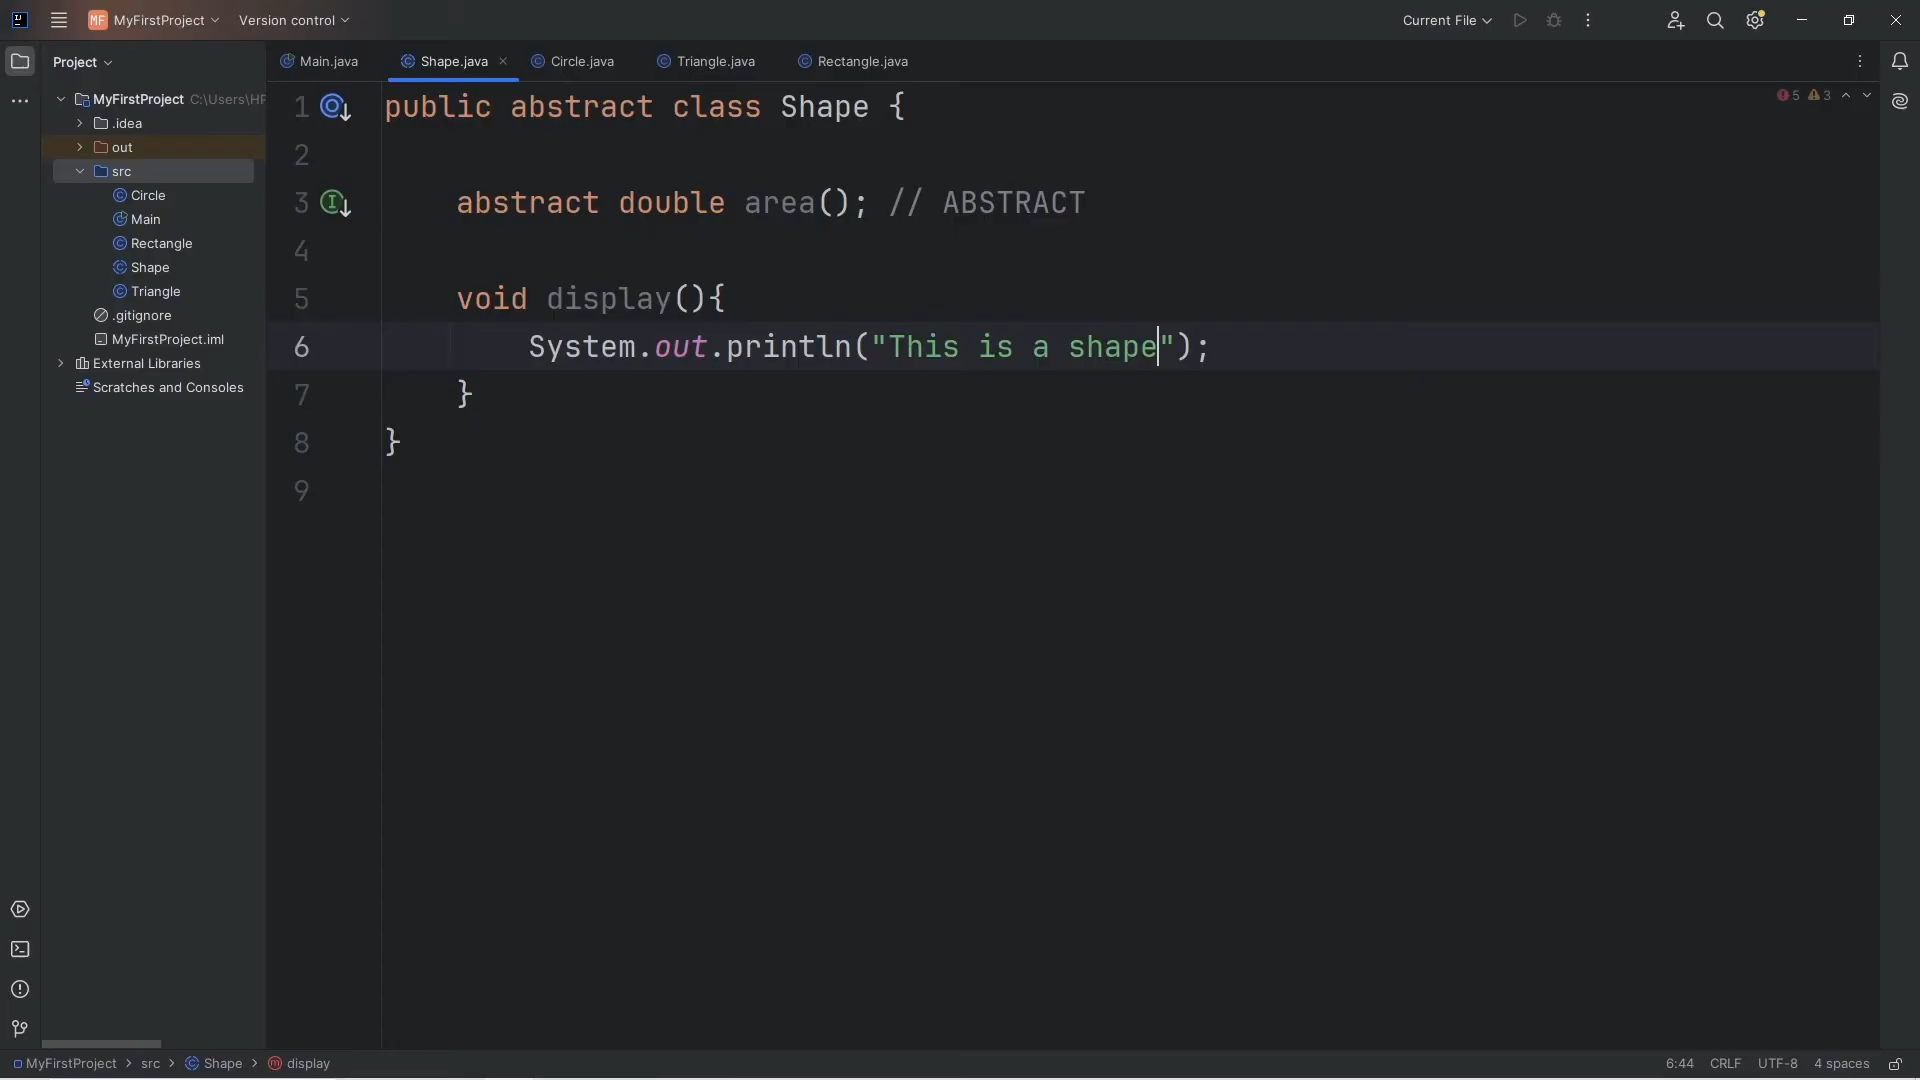 MF MyFirstProject Version control Current File
Project
Main.java Shape.java Circle.java Triangle.java Rectangle.java
MyFirstProject C:\Users\HP
.idea
out
src
Circle
Main
Rectangle
Shape
Triangle
.gitignore
MyFirstProject.iml
External Libraries
Scratches and Consoles
5 3
1 public abstract class Shape {
2
3 abstract double area(); // ABSTRACT
4
5 void display(){
6 System.out.println("This is a shape");
7 }
8 }
9
MyFirstProject > src > Shape > display 6:44 CRLF UTF-8 4 spaces